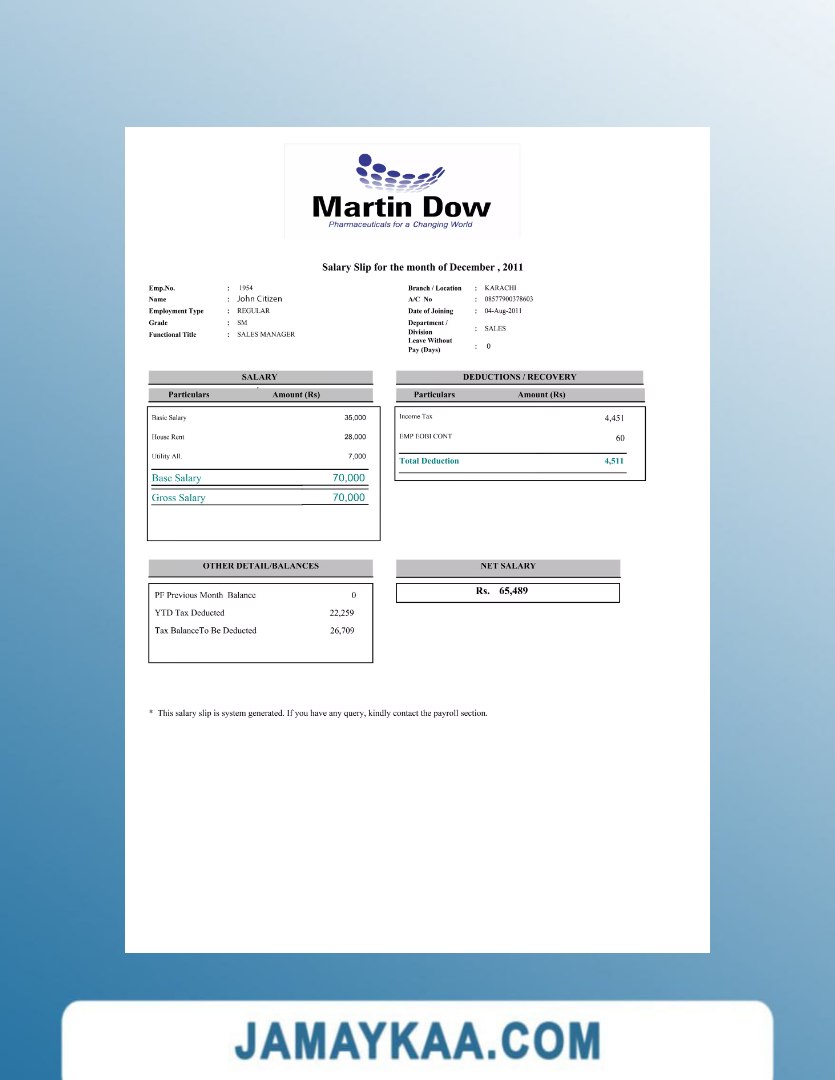 Martin Dow
Pharmaceuticals for a Changing World
Salary Slip for the month of December , 2011
Emp.No. : 1954
Name : John Citizen
Employment Type : REGULAR
Grade : SM
Functional Title : SALES MANAGER
Branch / Location : KARACHI
A/C No : 08577900378603
Date of Joining : 04-Aug-2011
Department /
Division : SALES
Leave Without
Pay (Days) : 0
SALARY
Particulars Amount (Rs)
Basic Salary 35,000
House Rent 28,000
Utility All. 7,000
Base Salary 70,000
Gross Salary 70,000
DEDUCTIONS / RECOVERY
Particulars Amount (Rs)
Income Tax 4,451
EMP EOBI CONT 60
Total Deduction 4,511
OTHER DETAIL/BALANCES
PF Previous Month Balance 0
YTD Tax Deducted 22,259
Tax BalanceTo Be Deducted 26,709
NET SALARY
Rs. 65,489
* This salary slip is system generated. If you have any query, kindly contact the payroll section.
JAMAYKAA.COM